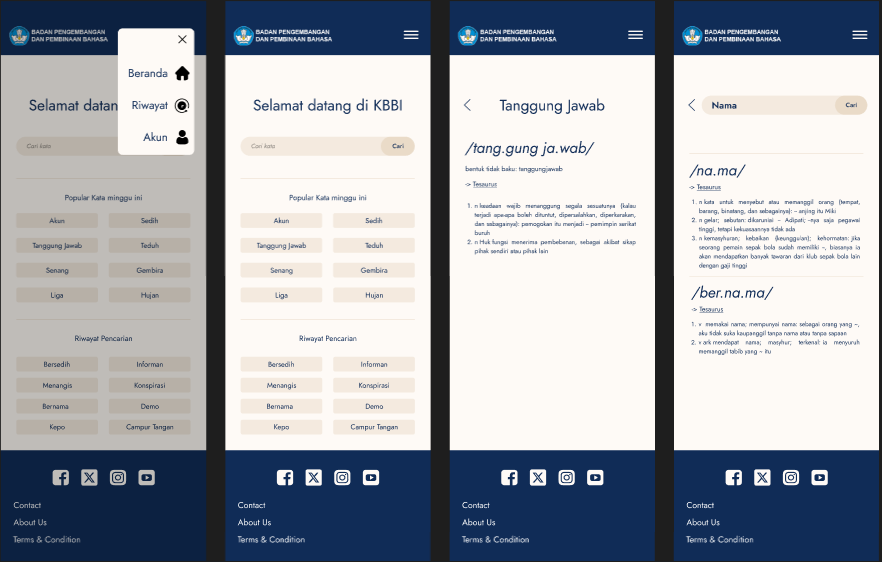 BADAN PENGEMBANGAN
DAN PEMBINAAN BAHASA
Beranda
Riwayat
Akun
Selamat datan
Cari kata
Popular Kata minggu ini
Akun
Sedih
Tanggung Jawab
Teduh
Senang
Gembira
Liga
Hujan
Riwayat Pencarian
Bersedih
Informan
Menangis
Konspirasi
Bernama
Demo
Kepo
Campur Tangan
Contact
About Us
Terms & Condition
BADAN PENGEMBANGAN
DAN PEMBINAAN BAHASA
Selamat datang di KBBI
Cari kata
Cari
Popular Kata minggu ini
Akun
Sedih
Tanggung Jawab
Teduh
Senang
Gembira
Liga
Hujan
Riwayat Pencarian
Bersedih
Informan
Menangis
Konspirasi
Bernama
Demo
Kepo
Campur Tangan
Contact
About Us
Terms & Condition
BADAN PENGEMBANGAN
DAN PEMBINAAN BAHASA
Tanggung Jawab
/tang.gung ja.wab/
bentuk tidak baku: tanggungjawab
-> Tesaurus
1. n keadaan wajib menanggung segala sesuatunya (kalau
terjadi apa-apa boleh dituntut, dipersalahkan, diperkarakan,
dan sebagainya): pemogokan itu menjadi ~ pemimpin serikat
buruh
2. n Huk fungsi menerima pembebanan, sebagai akibat sikap
pihak sendiri atau pihak lain
Contact
About Us
Terms & Condition
BADAN PENGEMBANGAN
DAN PEMBINAAN BAHASA
Nama
Cari
/na.ma/
-> Tesaurus
1. n kata untuk menyebut atau memanggil orang (tempat,
barang, binatang, dan sebagainya): ~ anjing itu Miki
2. n gelar; sebutan: dikaruniai ~ Adipati; ~nya saja pegawai
tinggi, tetapi kekuasaannya tidak ada
3. n kemasyhuran; kebaikan (keunggulan); kehormatan: jika
seorang pemain sepak bola sudah memiliki ~, biasanya ia
akan mendapatkan banyak tawaran dari klub sepak bola lain
dengan gaji tinggi
/ber.na.ma/
-> Tesaurus
1. v memakai nama; mempunyai nama: sebagai orang yang ~,
aku tidak suka kaupanggil tanpa nama atau tanpa sapaan
2. v ark mendapat nama; masyhur; terkenal: ia menyuruh
memanggil tabib yang ~ itu
Contact
About Us
Terms & Condition